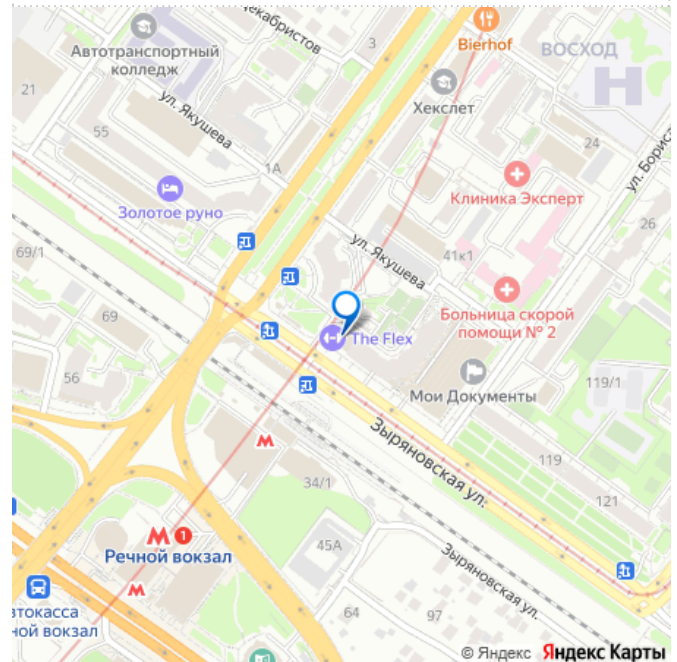 декабристов
3
Bierhof
Автотранспортный
колледж
ВОСХОД
Хекслет
21
ул. Якушева
55
24
ул. Бориса
1А
Клиника Эксперт
Золотое руно
26
69/1
ул. Якушева
41к1
Больница скорой
помощи № 2
69
The Flex
56
Мои Документы
119/1
М
Зыряновская ул.
119
34/1
121
М 1
Речной вокзал
45А
Зыряновская ул.
М
втокасса
ной вокзал
64
97
© Яндекс Яндекс Карты